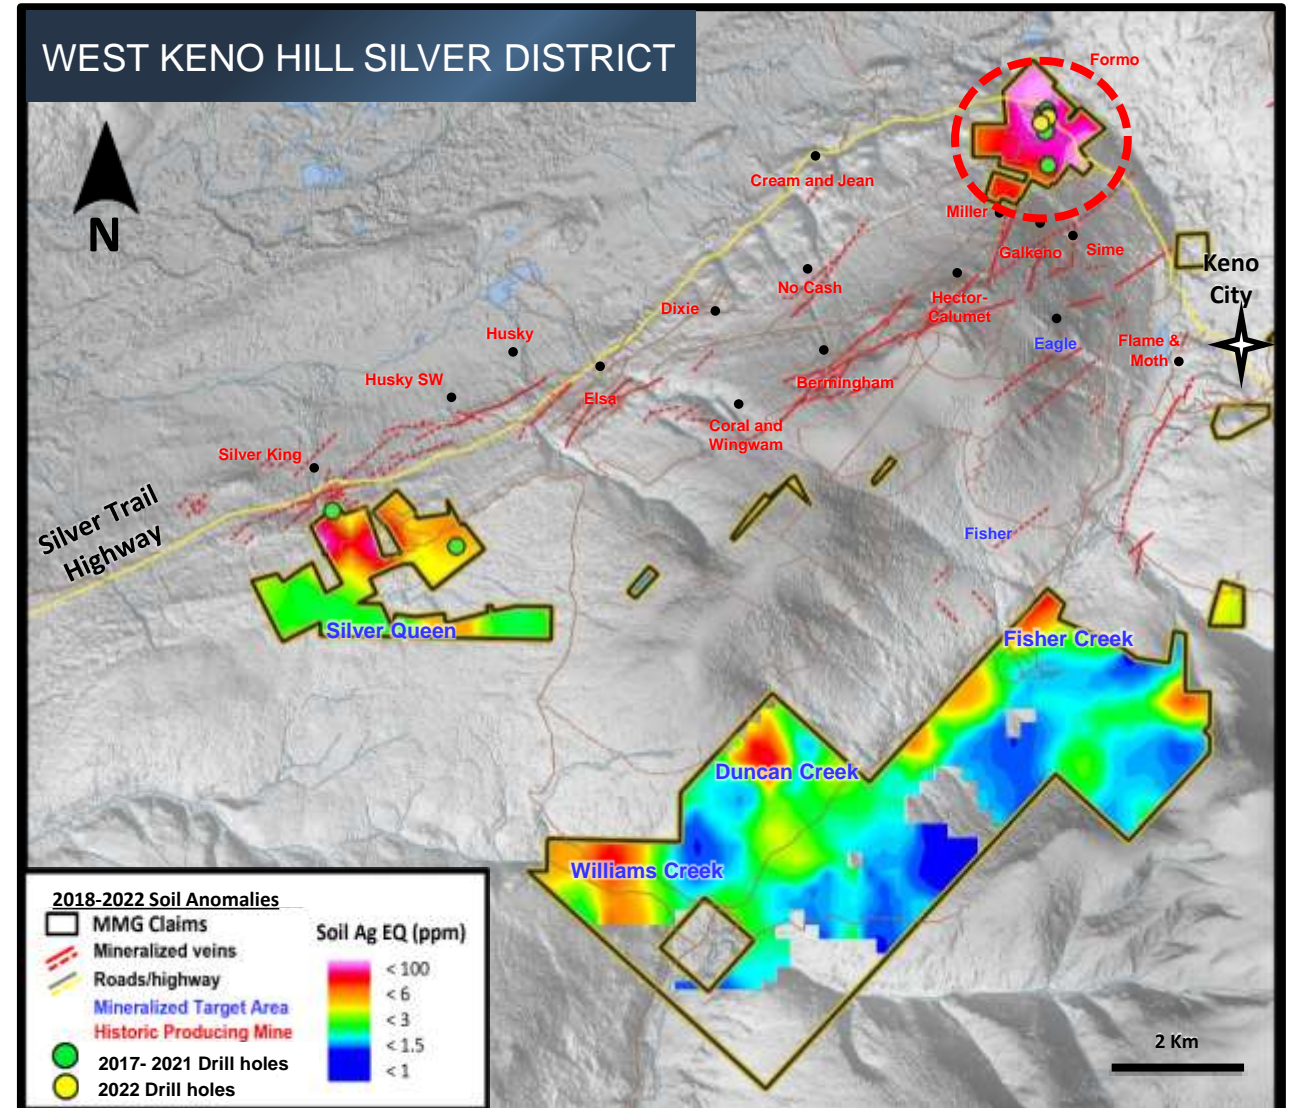 WEST KENO HILL SILVER DISTRICT
Formo
N
Cream and Jean
Miller
Galkeno
Sime
Keno
City
No Cash
Hector-
Calumet
Dixie
Eagle
Flame &
Moth
Husky
Husky SW
Elsa
Bermingham
Coral and
Wingwam
Silver King
Silver Trail
Highway
Fisher
Silver Queen
Fisher Creek
Duncan Creek
Williams Creek
2018-2022 Soil Anomalies
MMG Claims
Mineralized veins
Roads/highway
Mineralized Target Area
Historic Producing Mine
2017- 2021 Drill holes
2022 Drill holes
Soil Ag EQ (ppm)
< 100
< 6
< 3
< 1.5
< 1
2 Km